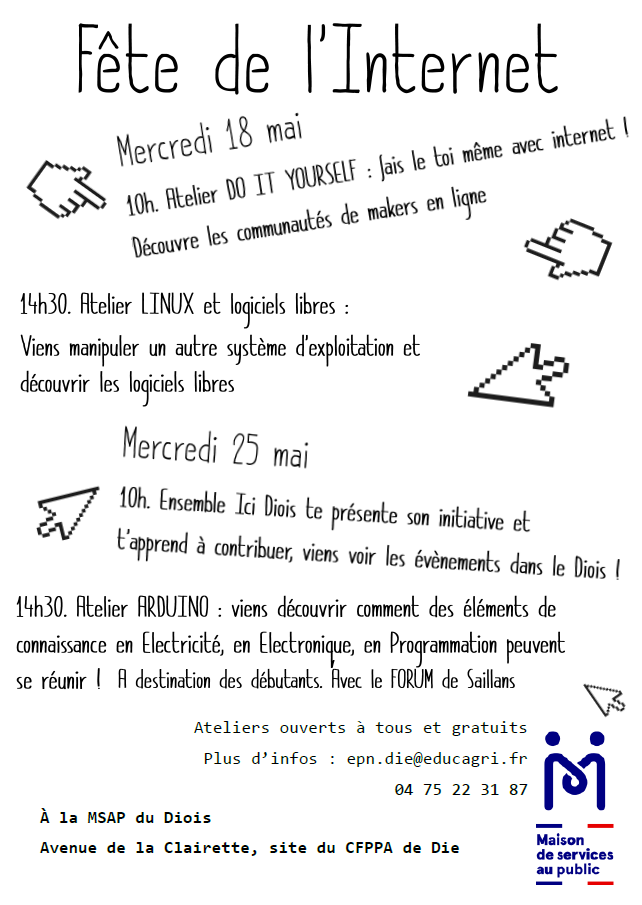 Fête de l'Internet
Mercredi 18 mai
10h. Atelier DO IT YOURSELF : fais le toi même avec internet !
Découvre les communautés de makers en ligne
14h30. Atelier LINUX et logiciels libres :
Viens manipuler un autre système d'exploitation et
découvrir les logiciels libres
Mercredi 25 mai
10h. Ensemble Ici Diois te présente son initiative et
t'apprend à contribuer, viens voir les évènements dans le Diois !
14h30. Atelier ARDUINO : viens découvrir comment des éléments de
connaissance en Electricité, en Electronique, en Programmation peuvent
se réunir ! A destination des débutants. Avec le FORUM de Saillans
Ateliers ouverts à tous et gratuits
Plus d’infos : epn.die@educagri.fr
04 75 22 31 87
À la MSAP du Diois
Avenue de la Clairette, site du CFPPA de Die
Maison
de services
au public